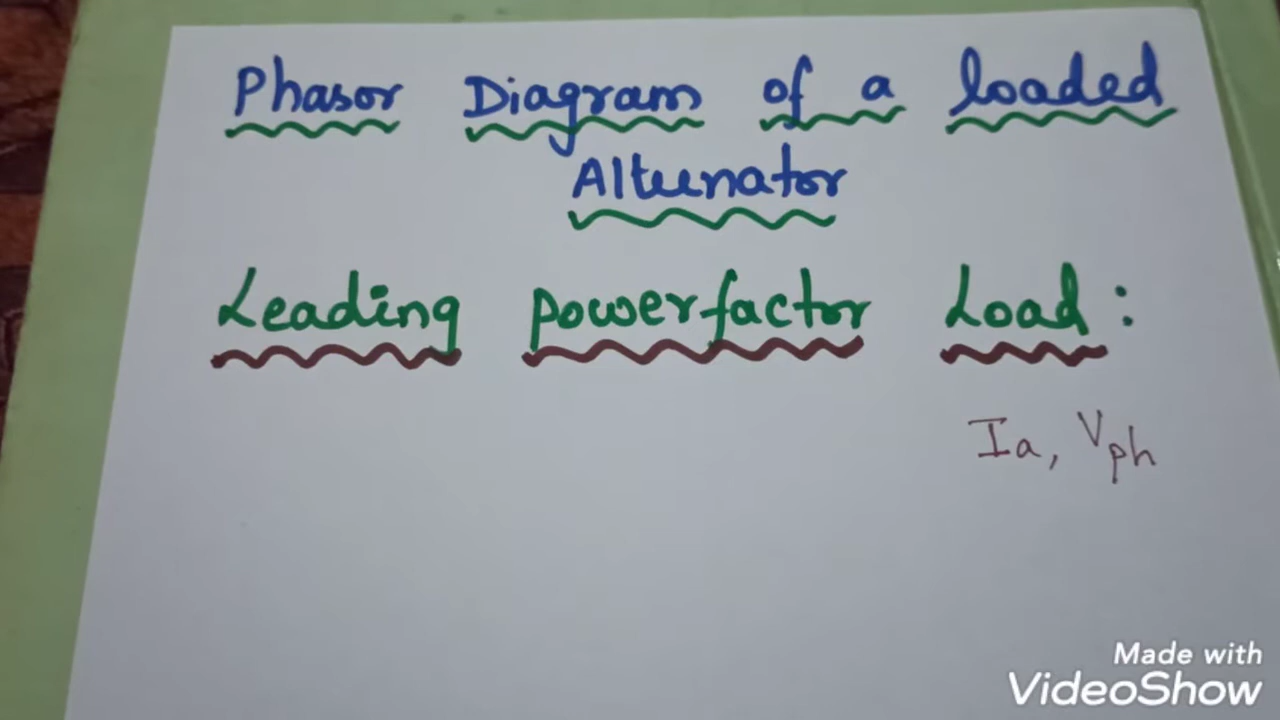 Phasor Diagram of a loaded
Alternator
Leading powerfactor Load :
Ia, Vph
Made with
VideoShow